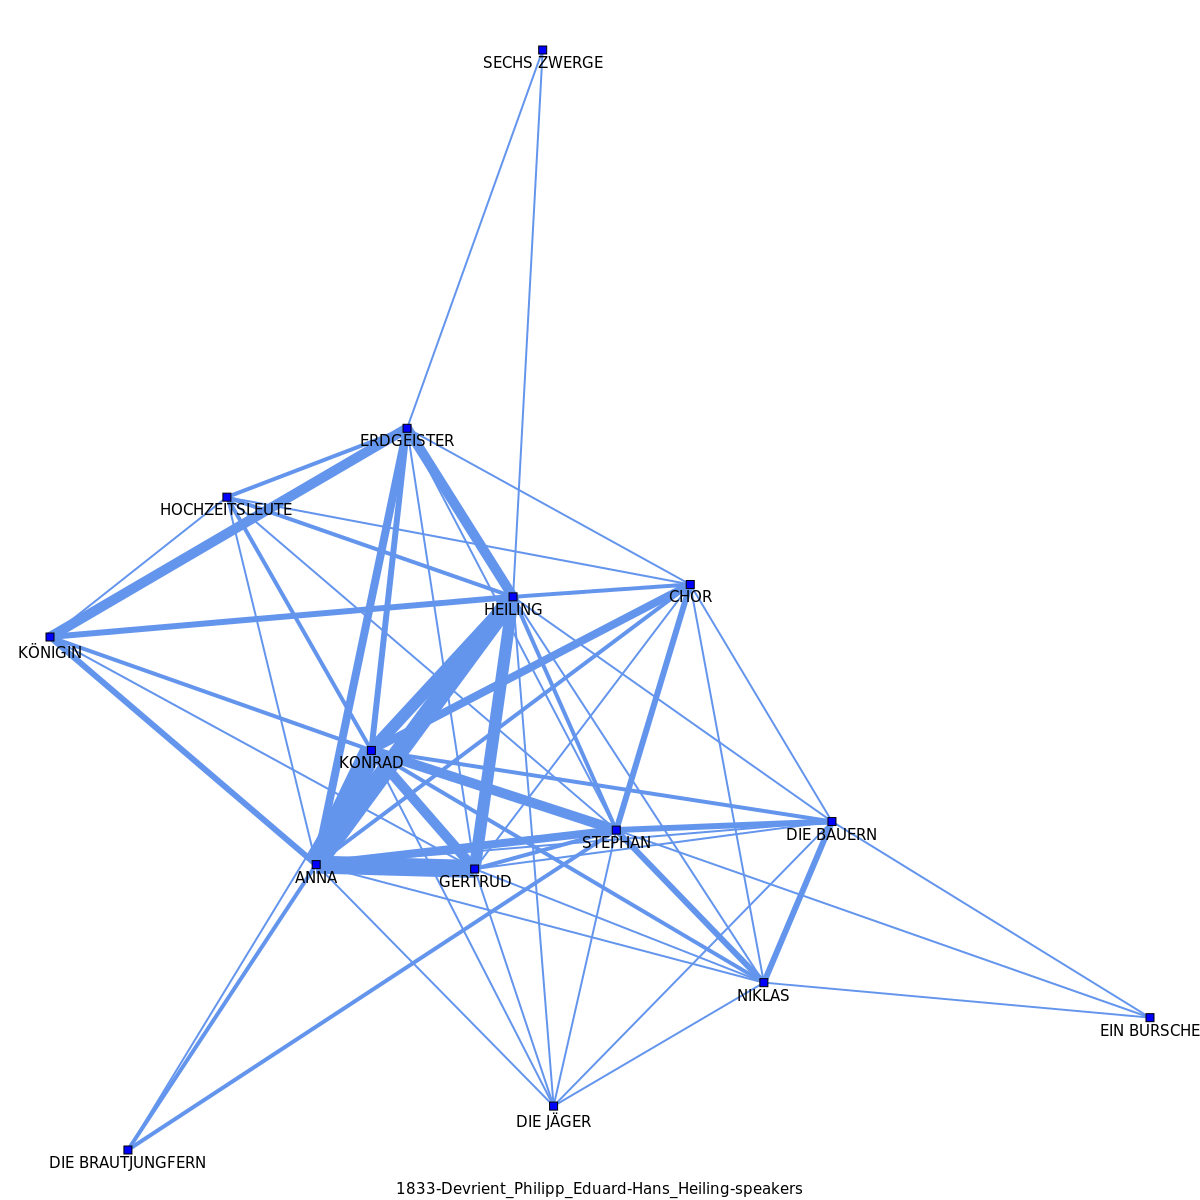 SECHS ZWERGE
ERDGEISTER
HOCHZEITSLEUTE
HEILING
CHOR
KÖNIGIN
KONRAD
DIE BAUERN
STEPHAN
ANNA
GERTRUD
NIKLAS
EIN BURSCHE
DIE JÄGER
DIE BRAUTJUNGFERN
1833-Devrient_Philipp_Eduard-Hans_Heiling-speakers